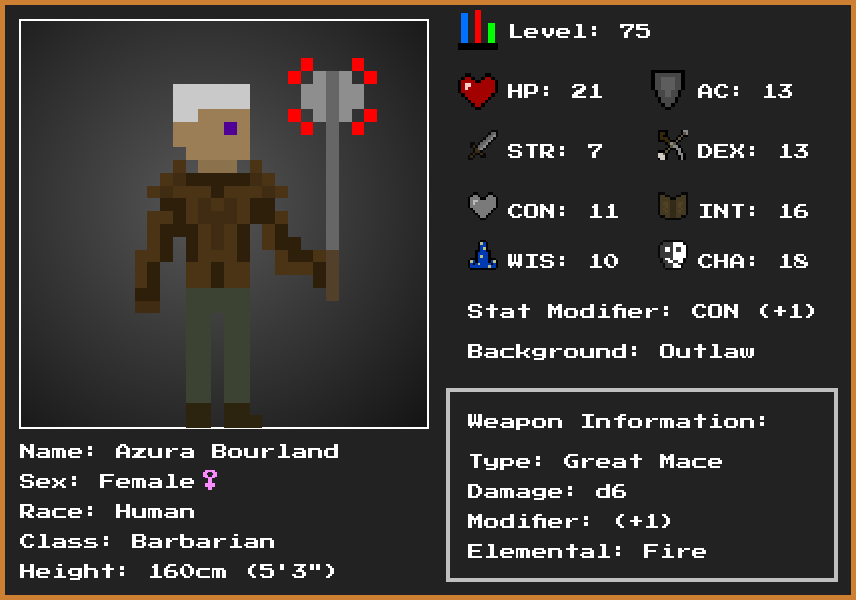 Level: 75
HP: 21 AC: 13
STR: 7 DEX: 13
CON: 11 INT: 16
WIS: 10 CHA: 18
Stat Modifier: CON (+1)
Background: Outlaw
Weapon Information:
Type: Great Mace
Damage: d6
Modifier: (+1)
Elemental: Fire
Name: Azura Bourland
Sex: Female ♀
Race: Human
Class: Barbarian
Height: 160cm (5'3")